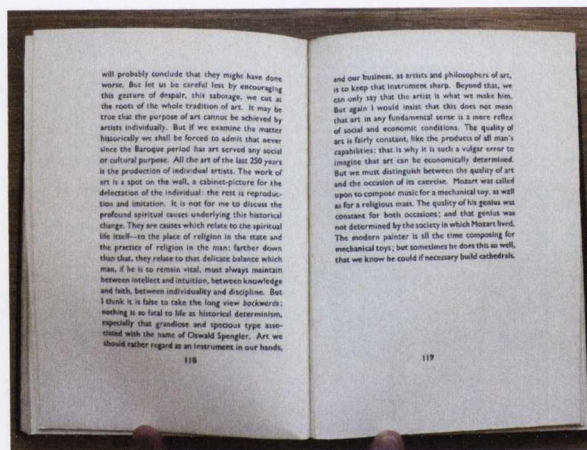 will probably conclude that they might have done
worse. But let us be careful lest by encouraging
this gesture of despair, this sabotage, we cut at
the roots of the whole tradition of art. It may be
true that the purpose of art cannot be achieved by
artists individually. But if we examine the matter
historically we shall be forced to admit that never
since the Baroque period has art served any social
or cultural purpose. All the art of the last 250 years
is the production of individual artists. The work of
art is a spot on the wall, a cabinet-picture for the
delectation of the individual: the rest is reproduc-
tion and imitation. It is not for me to discuss the
profound spiritual causes underlying this historical
change. They are causes which relate to the spiritual
life itself—to the place of religion in the state and
the practice of religion in the man: farther down
than that, they relate to that delicate balance which
man, if he is to remain vital, must always maintain
between intellect and intuition, between knowledge
and faith, between individuality and discipline. But
I think it is false to take the long view backwards;
nothing is so fatal to life as historical determinism,
especially that grandiose and specious type asso-
ciated with the name of Oswald Spengler. Art we
should rather regard as an instrument in our hands,
118
and our business, as artists and philosophers of art,
is to keep that instrument sharp. Beyond that, we
can only say that the artist is what we make him.
But again I would insist that this does not mean
that art in any fundamental sense is a mere reflex
of social and economic conditions. The quality of
art is fairly constant, like the products of all man's
capabilities: that is why it is such a vulgar error to
imagine that art can be economically determined.
But we must distinguish between the quality of art
and the occasion of its exercise. Mozart was called
upon to compose music for a mechanical toy, as well
as for a religious mass. The quality of his genius was
constant for both occasions; and that genius was
not determined by the society in which Mozart lived.
The modern painter is all the time composing for
mechanical toys; but sometimes he does this so well,
that we know he could if necessary build cathedrals.
119